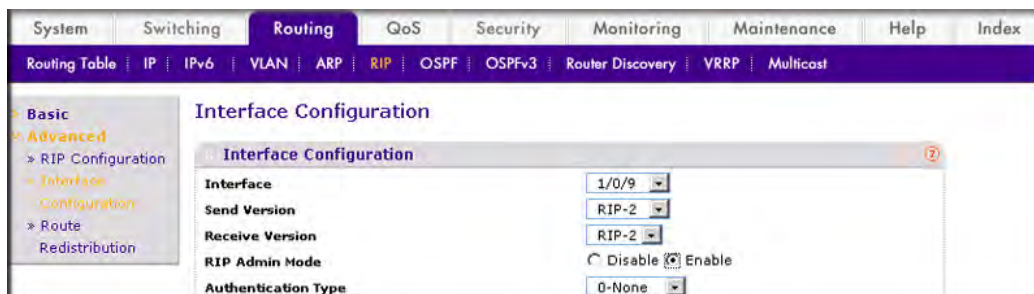 System Switching Routing QoS Security Monitoring Maintenance Help Index
Routing Table IP IPv6 VLAN ARP RIP OSPF OSPFv3 Router Discovery VRRP Multicast
Basic
Advanced
» RIP Configuration
» Interface
Configuration
» Route
Redistribution
Interface Configuration
Interface Configuration
Interface 1/0/9
Send Version RIP-2
Receive Version RIP-2
RIP Admin Mode Disable Enable
Authentication Type 0-None